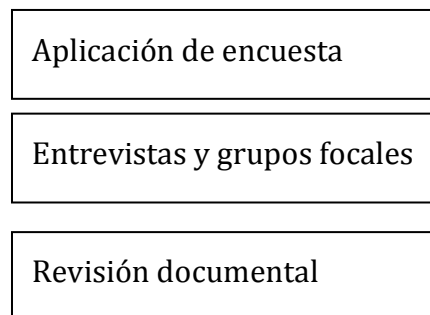 Aplicación de encuesta
Entrevistas y grupos focales
Revisión documental